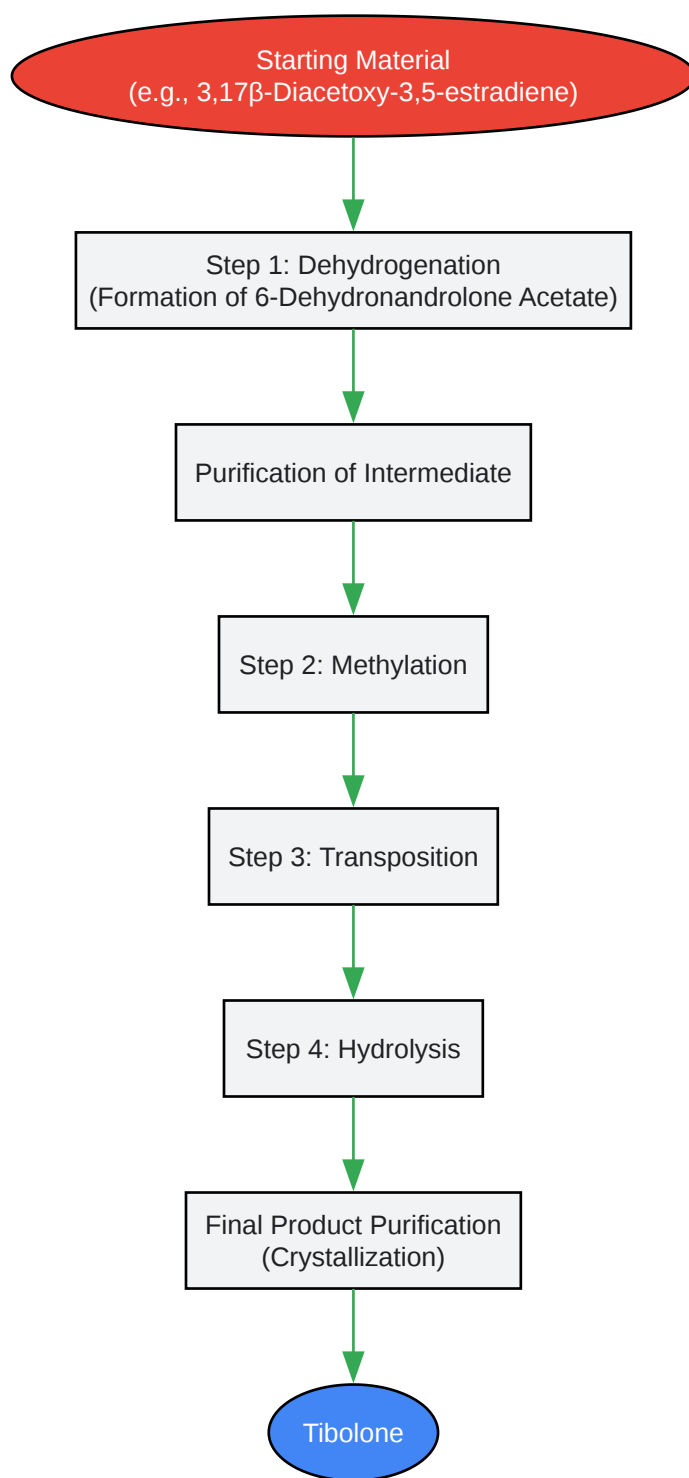 Starting Material
(e.g., 3,17β-Diacetoxy-3,5-estradiene)
Step 1: Dehydrogenation
(Formation of 6-Dehydronandrolone Acetate)
Purification of Intermediate
Step 2: Methylation
Step 3: Transposition
Step 4: Hydrolysis
Final Product Purification
(Crystallization)
Tibolone